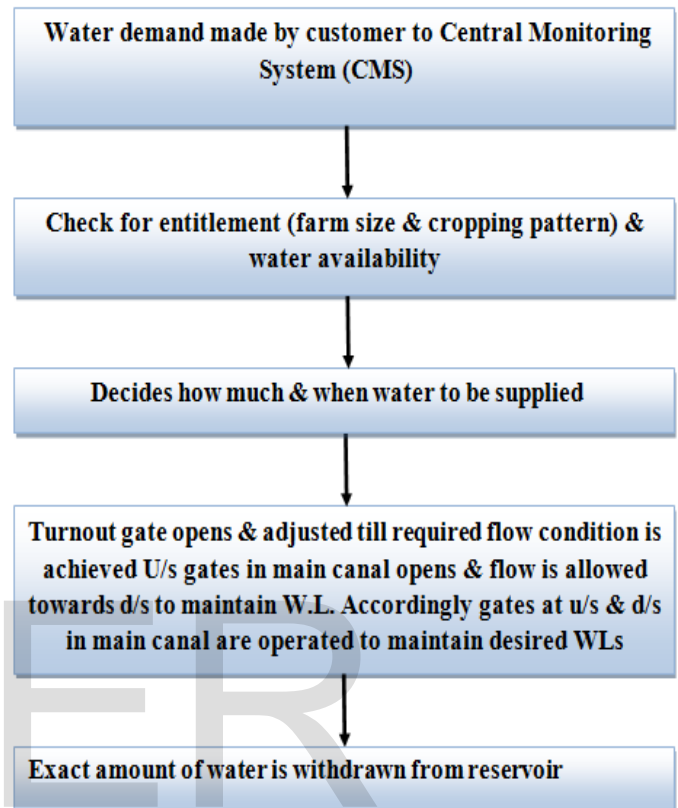 Water demand made by customer to Central Monitoring
System (CMS)
Check for entitlement (farm size & cropping pattern) &
water availability
Decides how much & when water to be supplied
Turnout gate opens & adjusted till required flow condition is
achieved U/s gates in main canal opens & flow is allowed
towards d/s to maintain W.L. Accordingly gates at u/s & d/s
in main canal are operated to maintain desired WLs
Exact amount of water is withdrawn from reservoir
ER